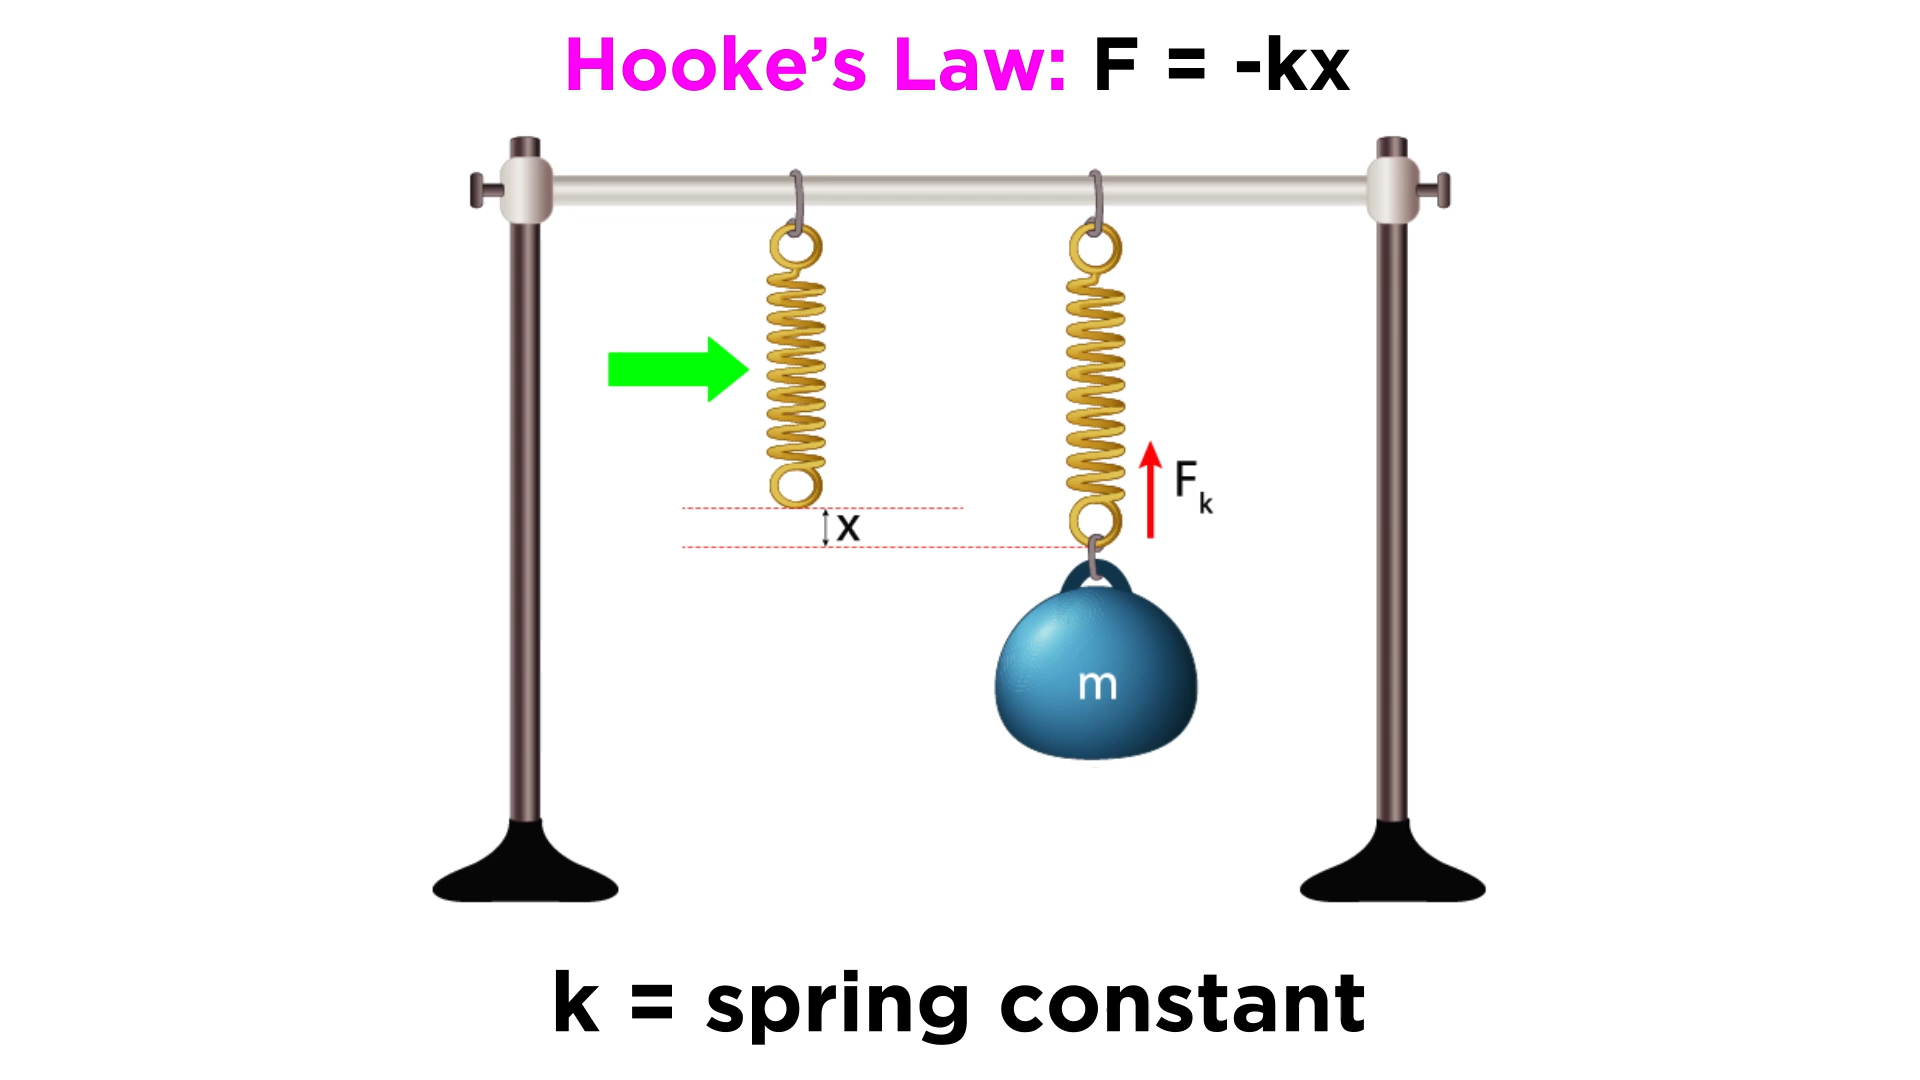 Hooke’s Law: F = -kx
x
Fk
m
k = spring constant